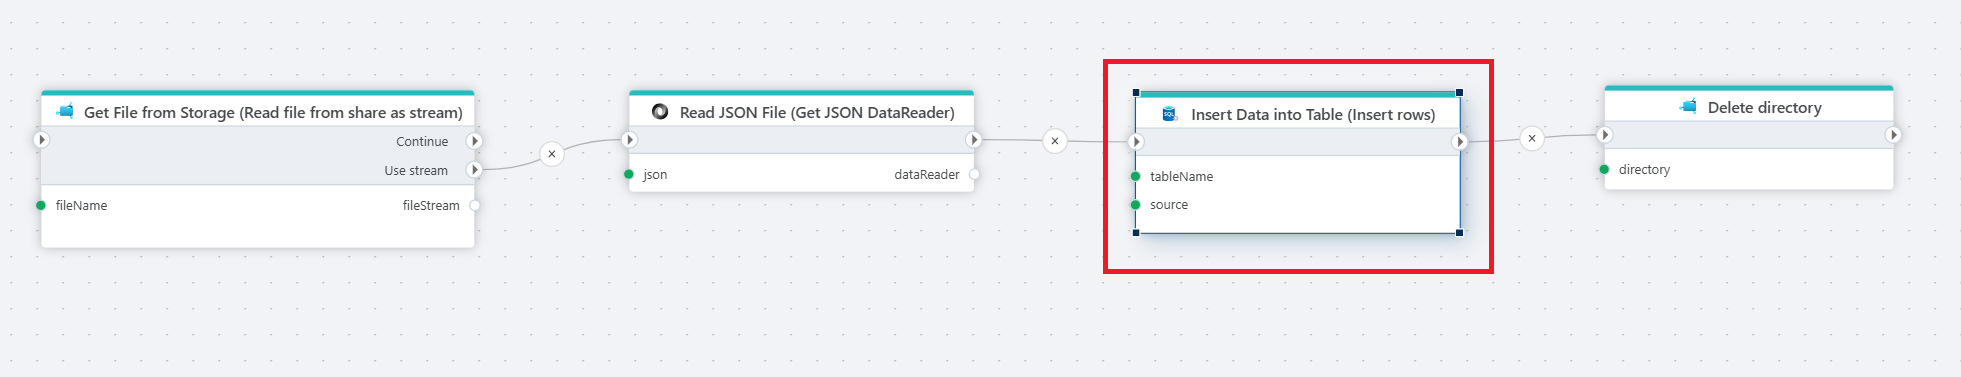 Get File from Storage (Read file from share as stream)
Continue
Use stream
fileName
fileStream
Read JSON File (Get JSON DataReader)
json
dataReader
SQL
Insert Data into Table (Insert rows)
tableName
source
Delete directory
directory